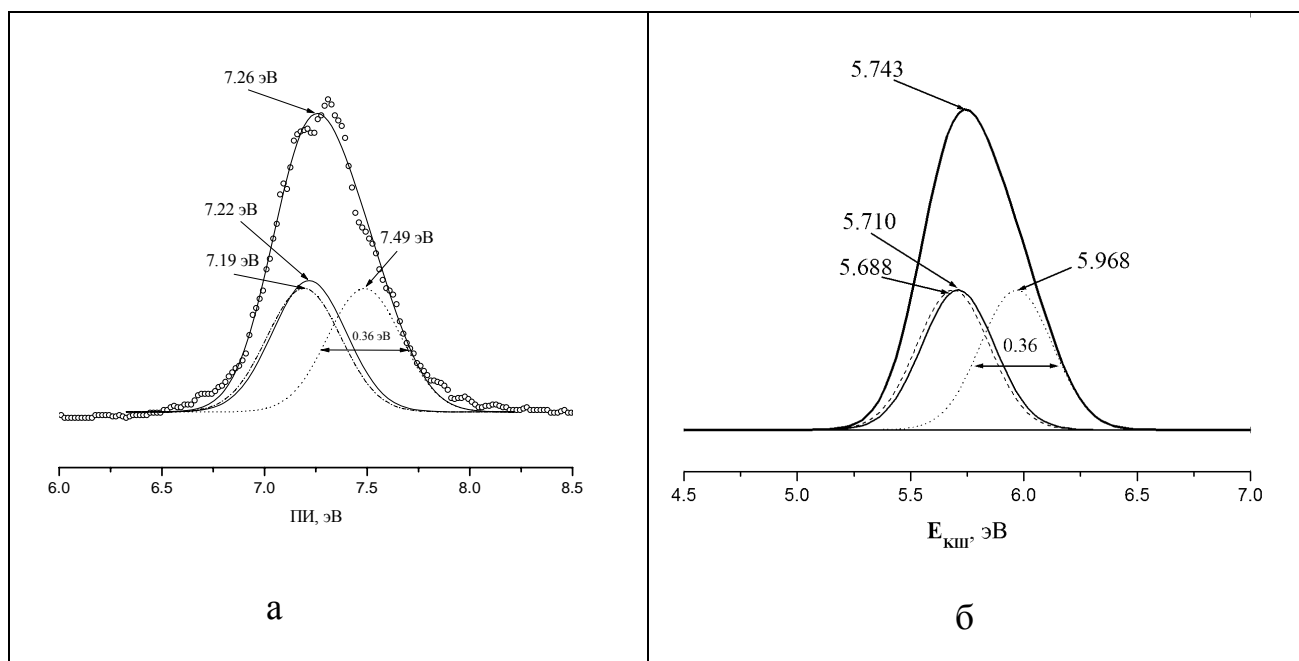 7.26 эВ
7.22 эВ
7.19 эВ
7.49 эВ
0.36 эВ
6.0 6.5 7.0 7.5 8.0 8.5
ПИ, эВ
а
5.743
5.710
5.688
5.968
0.36
4.5 5.0 5.5 6.0 6.5 7.0
Eкш, эВ
б